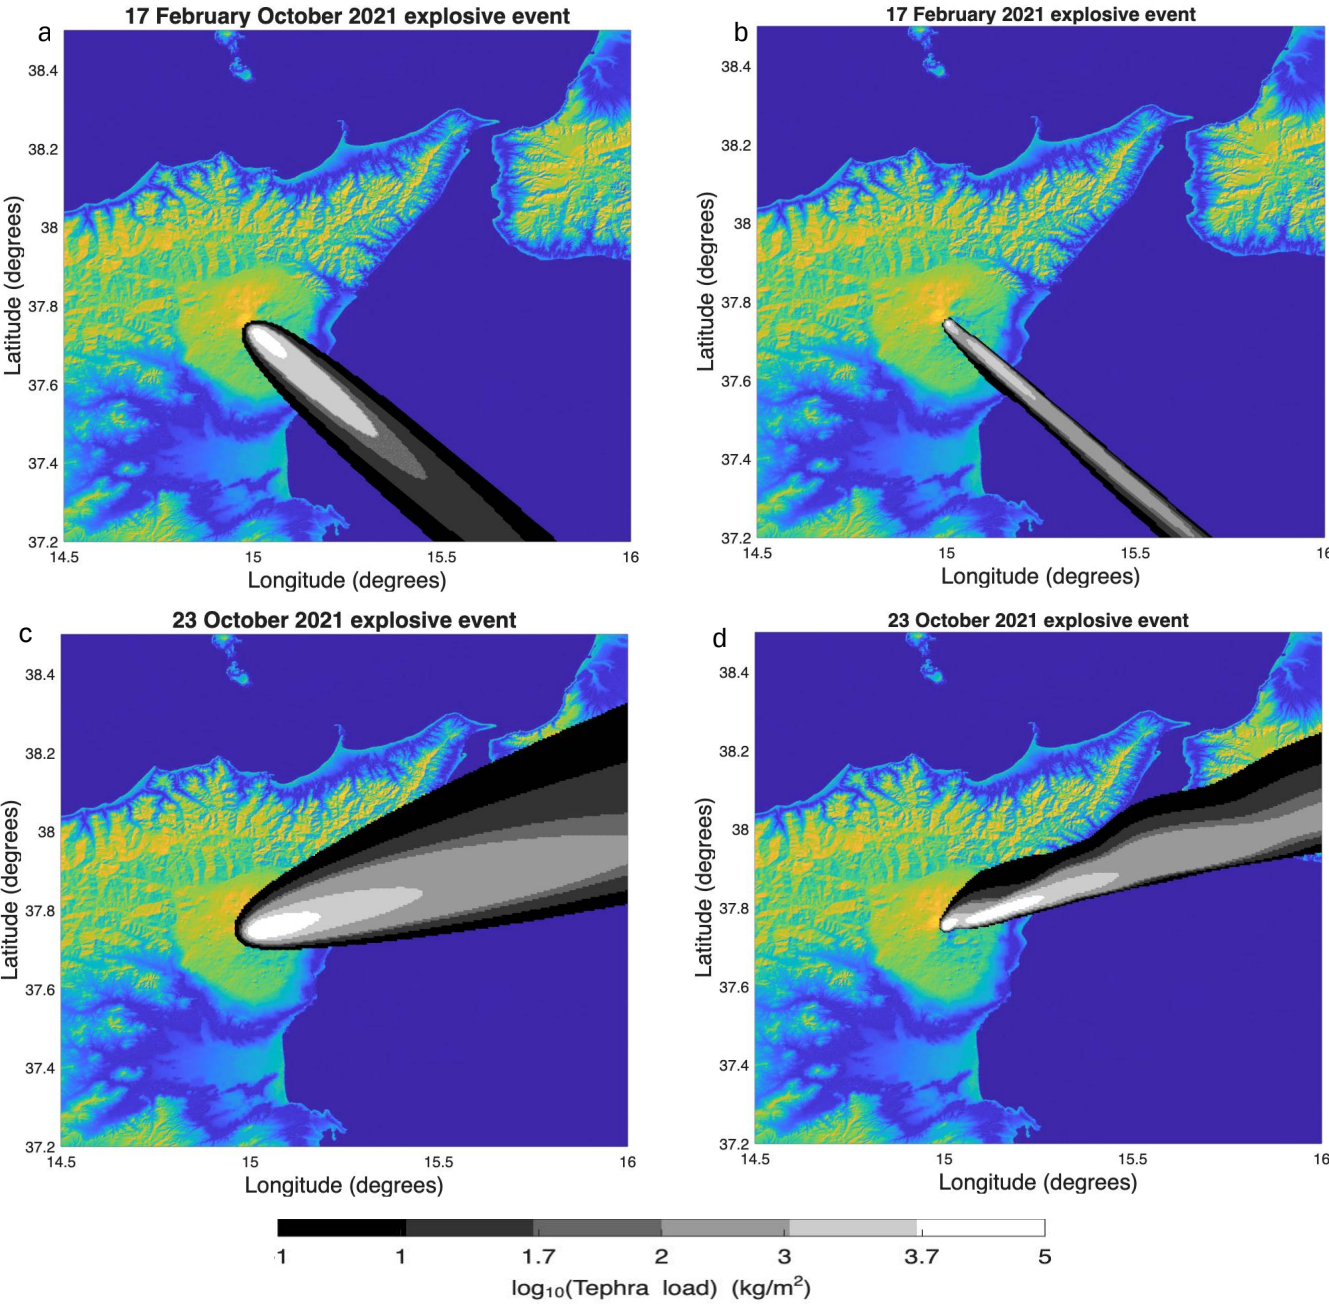 17 February October 2021 explosive event
a
38.4
38.2
38
37.8
37.6
37.4
37.2
Latitude (degrees)
14.5 15 15.5 16
Longitude (degrees)
17 February 2021 explosive event
b
38.4
38.2
38
37.8
37.6
37.4
37.2
Latitude (degrees)
14.5 15 15.5 16
Longitude (degrees)
23 October 2021 explosive event
c
38.4
38.2
38
37.8
37.6
37.4
37.2
Latitude (degrees)
14.5 15 15.5 16
Longitude (degrees)
23 October 2021 explosive event
d
38.4
38.2
38
37.8
37.6
37.4
37.2
Latitude (degrees)
14.5 15 15.5 16
Longitude (degrees)
-1 1 1.7 2 3 3.7 5
log₁₀(Tephra load) (kg/m²)